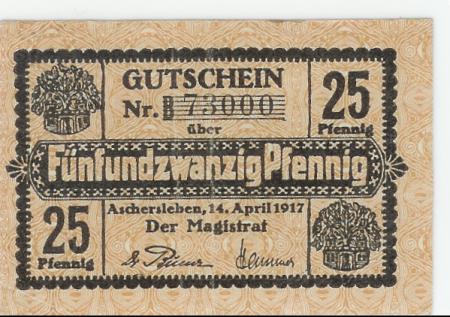 GUTSCHEIN
Nr. 73000
über
25
Pfennig
Fünfundzwanzig Pfennig
25
Pfennig
Aschersleben, 14. April 1917
Der Magistrat